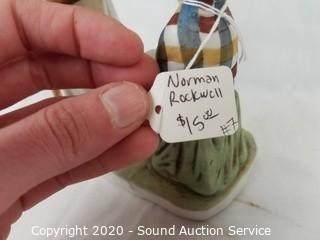 Norman
Rockwell
$15.00
#7
Copyright 2020 - Sound Auction Service